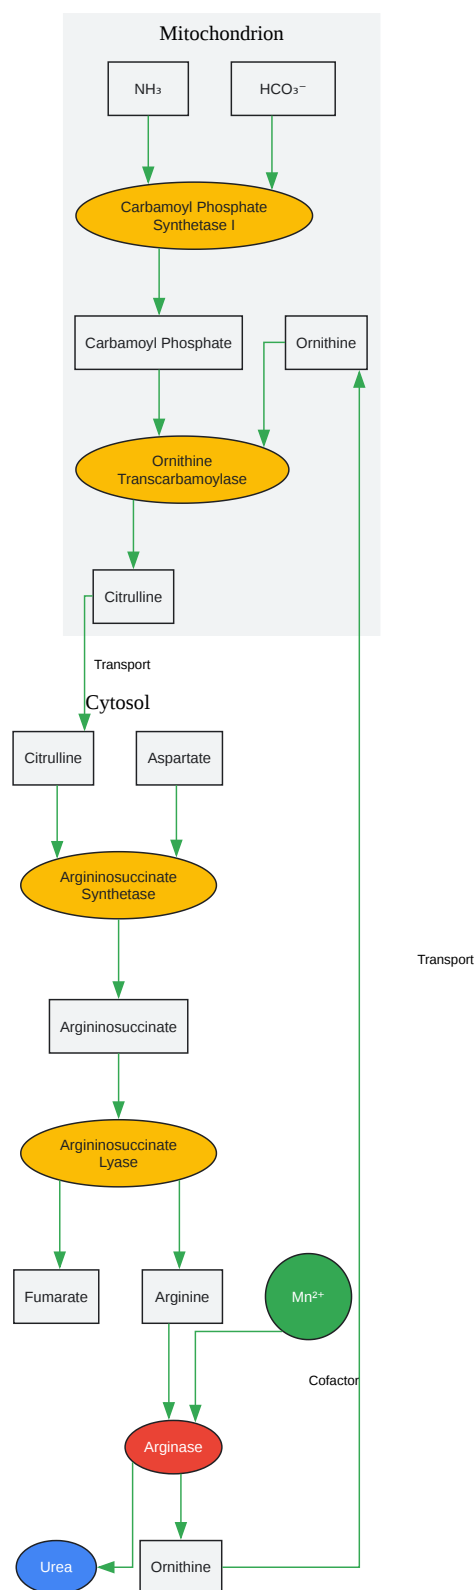 Mitochondrion
NH₃
HCO₃⁻
Carbamoyl Phosphate
Synthetase I
Carbamoyl Phosphate
Ornithine
Ornithine
Transcarbamoylase
Citrulline
Transport
Cytosol
Citrulline
Aspartate
Argininosuccinate
Synthetase
Transport
Argininosuccinate
Argininosuccinate
Lyase
Fumarate
Arginine
Mn²⁺
Cofactor
Arginase
Urea
Ornithine